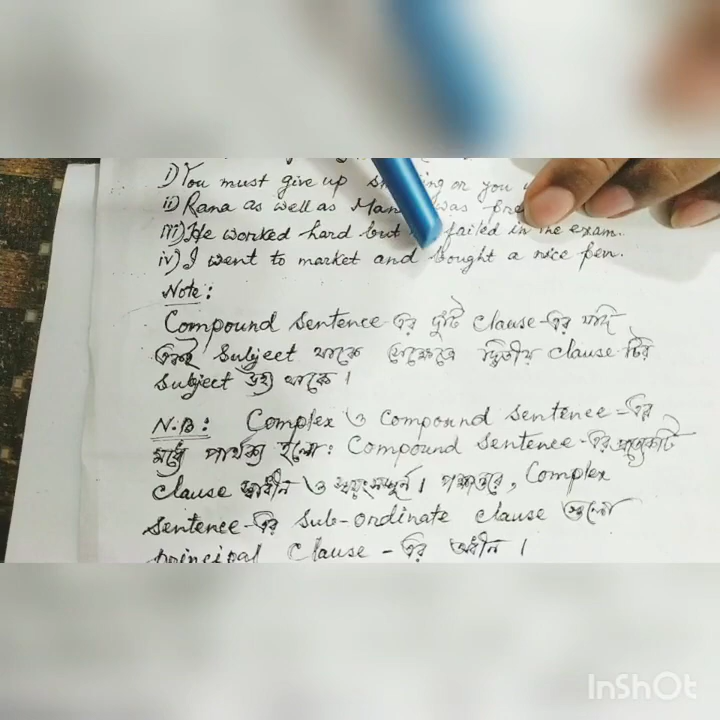 i) You must give up or you
ii) Rana as well as was
iii) He worked hard but failed in the exam.
iv) I went to market and bought a nice pen.
Note:
Compound Sentence-এর দুটি clause-এর যদি
একই Subject থাকে সেক্ষেত্রে দ্বিতীয় clause টির
subject উহ্য থাকে।
N.B: Complex ও Compound sentence-এর
মধ্যে পার্থক্য হলো: Compound sentence-এর প্রত্যেকটি
clause স্বাধীন ও স্বয়ংসম্পূর্ন। পক্ষান্তরে, Complex
sentence-এর Sub-ordinate clause গুলো
principal clause-এর অধীন।
InShOt